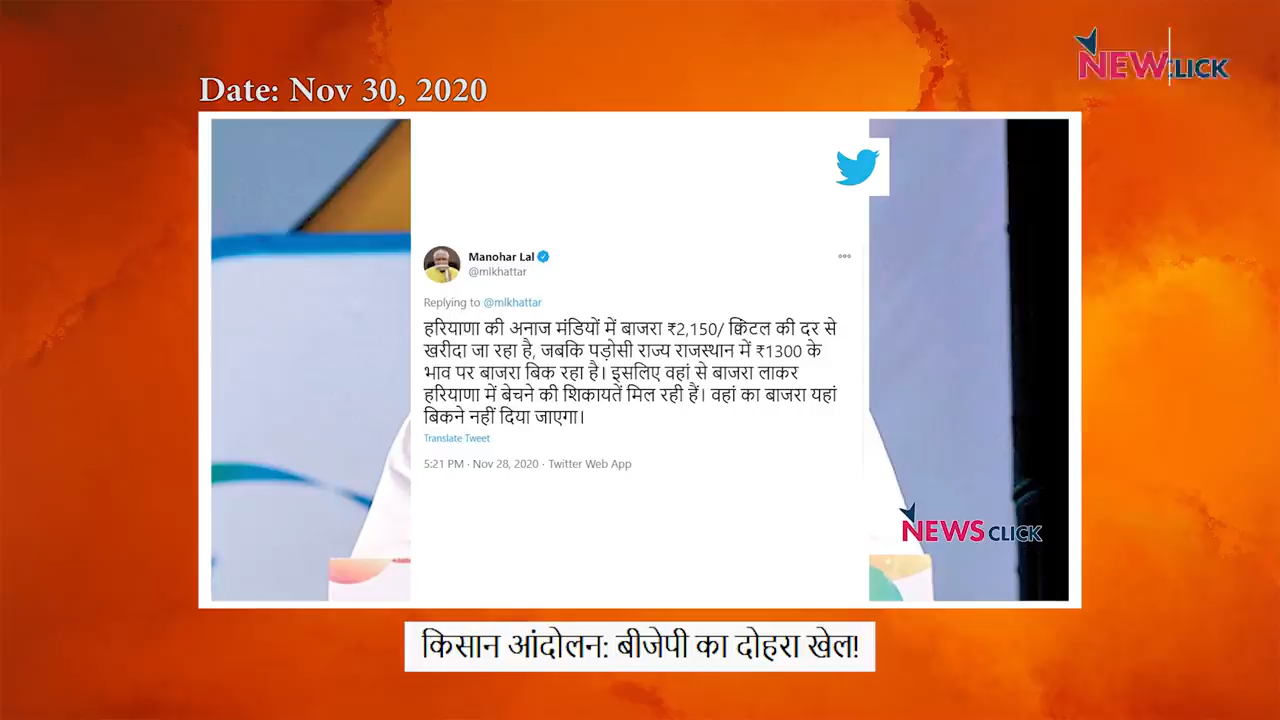 NEWSCLICK
Date: Nov 30, 2020
Manohar Lal
@mlkhattar
Replying to @mlkhattar
हरियाणा की अनाज मंडियों में बाजरा ₹2,150/ क्विंटल की दर से
खरीदा जा रहा है, जबकि पड़ोसी राज्य राजस्थान में ₹1300 के
भाव पर बाजरा बिक रहा है। इसलिए वहां से बाजरा लाकर
हरियाणा में बेचने की शिकायतें मिल रही हैं। वहां का बाजरा यहां
बिकने नहीं दिया जाएगा।
Translate Tweet
5:21 PM · Nov 28, 2020 · Twitter Web App
NEWSCLICK
किसान आंदोलन: बीजेपी का दोहरा खेल!